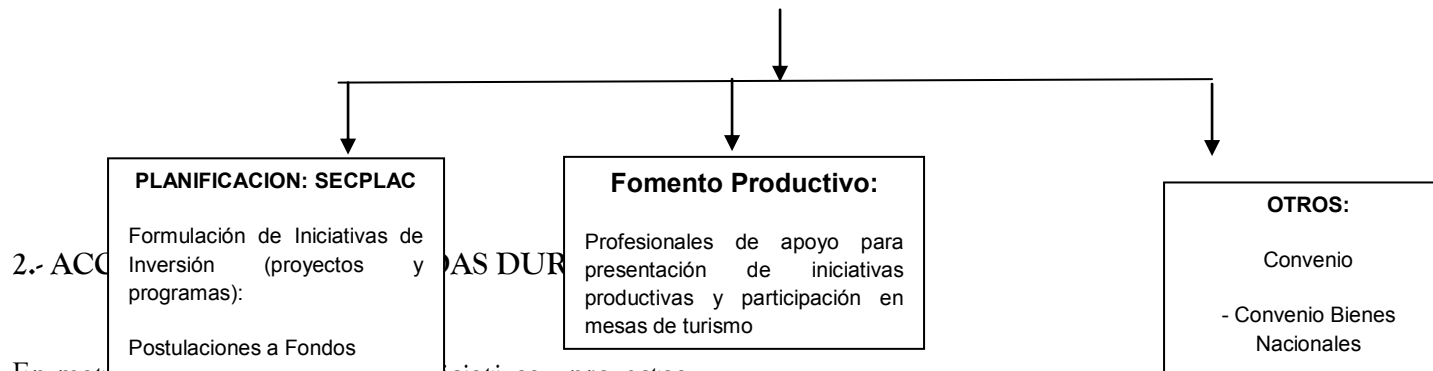 PLANIFICACION: SECPLAC
Formulación de Iniciativas de
Inversión (proyectos y
programas):
Postulaciones a Fondos
Fomento Productivo:
Profesionales de apoyo para
presentación de iniciativas
productivas y participación en
mesas de turismo
OTROS:
Convenio
- Convenio Bienes
Nacionales
2.- ACC DAS DUR
En